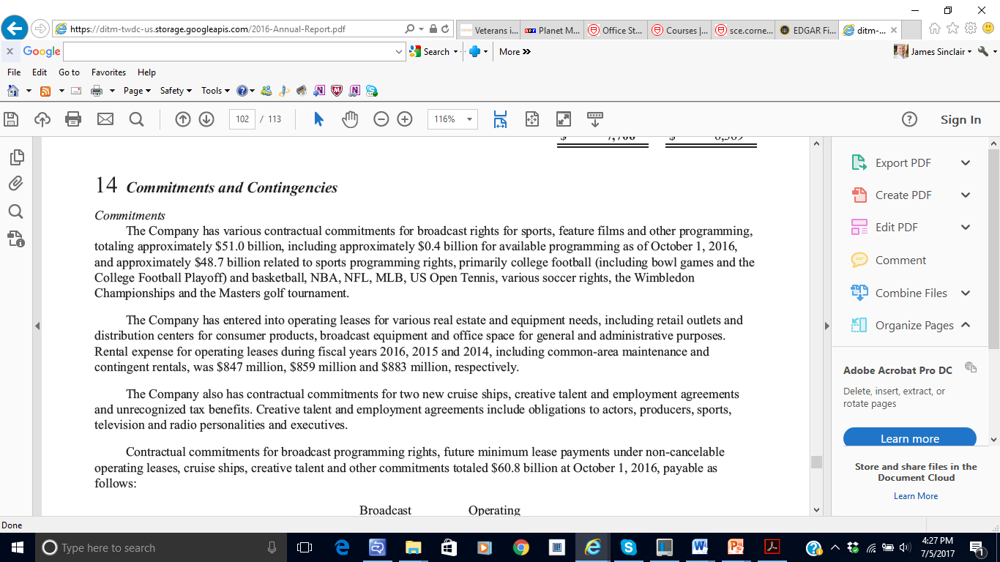 https://ditm-twdc-us.storage.googleapis.com/2016-Annual-Report.pdf
Veterans i...
Planet M...
Office St...
Courses |...
sce.corne...
EDGAR Fi...
ditm-...
x Google
Search
More »
James Sinclair
File Edit Go to Favorites Help
Page Safety Tools
102 / 113
116%
Sign In
14 Commitments and Contingencies
Commitments
The Company has various contractual commitments for broadcast rights for sports, feature films and other programming,
totaling approximately $51.0 billion, including approximately $0.4 billion for available programming as of October 1, 2016,
and approximately $48.7 billion related to sports programming rights, primarily college football (including bowl games and the
College Football Playoff) and basketball, NBA, NFL, MLB, US Open Tennis, various soccer rights, the Wimbledon
Championships and the Masters golf tournament.
The Company has entered into operating leases for various real estate and equipment needs, including retail outlets and
distribution centers for consumer products, broadcast equipment and office space for general and administrative purposes.
Rental expense for operating leases during fiscal years 2016, 2015 and 2014, including common-area maintenance and
contingent rentals, was $847 million, $859 million and $883 million, respectively.
The Company also has contractual commitments for two new cruise ships, creative talent and employment agreements
and unrecognized tax benefits. Creative talent and employment agreements include obligations to actors, producers, sports,
television and radio personalities and executives.
Contractual commitments for broadcast programming rights, future minimum lease payments under non-cancelable
operating leases, cruise ships, creative talent and other commitments totaled $60.8 billion at October 1, 2016, payable as
follows:
Broadcast Operating
Export PDF
Create PDF
Edit PDF
Comment
Combine Files
Organize Pages
Adobe Acrobat Pro DC
Delete, insert, extract, or
rotate pages
Learn more
Store and share files in the
Document Cloud
Learn More
Done
Type here to search
4:27 PM
7/5/2017